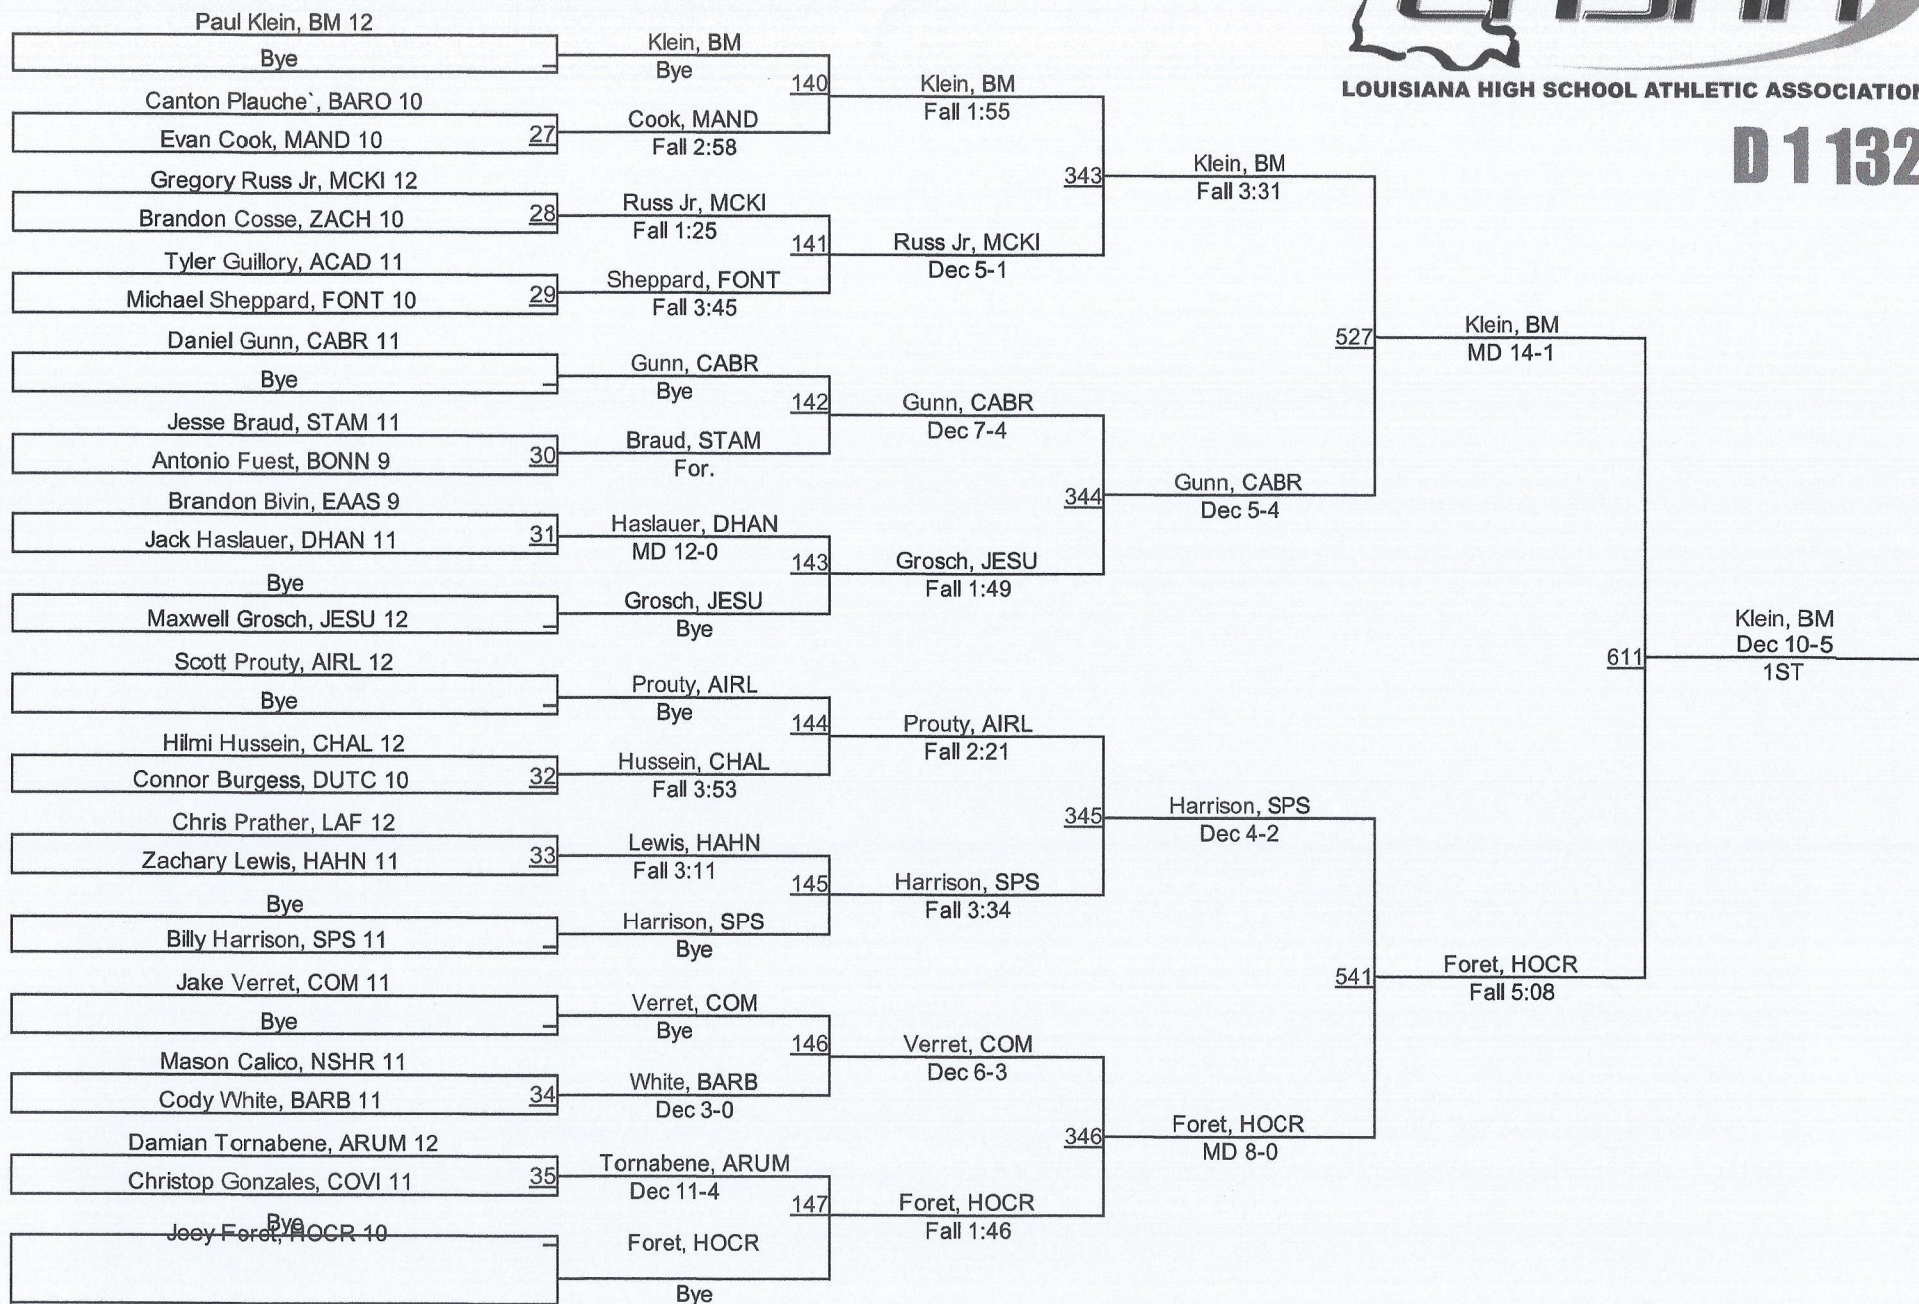 Paul Klein, BM 12
Bye
Canton Plauche`, BARO 10
Evan Cook, MAND 10
27
Gregory Russ Jr, MCKI 12
Brandon Cosse, ZACH 10
28
Tyler Guillory, ACAD 11
Michael Sheppard, FONT 10
29
Daniel Gunn, CABR 11
Bye
Jesse Braud, STAM 11
Antonio Fuest, BONN 9
30
Brandon Bivin, EAAS 9
Jack Haslauer, DHAN 11
31
Bye
Maxwell Grosch, JESU 12
Scott Prouty, AIRL 12
Bye
Hilmi Hussein, CHAL 12
Connor Burgess, DUTC 10
32
Chris Prather, LAF 12
Zachary Lewis, HAHN 11
33
Bye
Billy Harrison, SPS 11
Jake Verret, COM 11
Bye
Mason Calico, NSHR 11
Cody White, BARB 11
34
Damian Tornabene, ARUM 12
Christop Gonzales, COVI 11
35
Bye
Joey Foret, HOCR 10
Klein, BM
Bye
140
Cook, MAND
Fall 2:58
Russ Jr, MCKI
Fall 1:25
141
Sheppard, FONT
Fall 3:45
Gunn, CABR
Bye
142
Braud, STAM
For.
Haslauer, DHAN
MD 12-0
143
Grosch, JESU
Bye
Prouty, AIRL
Bye
144
Hussein, CHAL
Fall 3:53
Lewis, HAHN
Fall 3:11
145
Harrison, SPS
Bye
Verret, COM
Bye
146
White, BARB
Dec 3-0
Tornabene, ARUM
Dec 11-4
147
Foret, HOCR
Bye
Klein, BM
Fall 1:55
343
Russ Jr, MCKI
Dec 5-1
Gunn, CABR
Dec 7-4
344
Grosch, JESU
Fall 1:49
Prouty, AIRL
Fall 2:21
345
Harrison, SPS
Fall 3:34
Verret, COM
Dec 6-3
346
Foret, HOCR
Fall 1:46
Klein, BM
Fall 3:31
527
Gunn, CABR
Dec 5-4
Harrison, SPS
Dec 4-2
541
Foret, HOCR
MD 8-0
Klein, BM
MD 14-1
611
Foret, HOCR
Fall 5:08
Klein, BM
Dec 10-5
1ST
LHSAA
LOUISIANA HIGH SCHOOL ATHLETIC ASSOCIATION
D 1 132